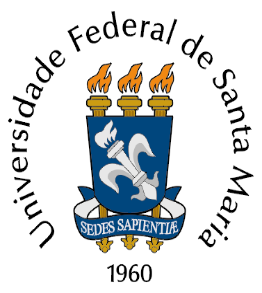 Universidade Federal de Santa Maria
SEDES SAPIENTIÆ
1960